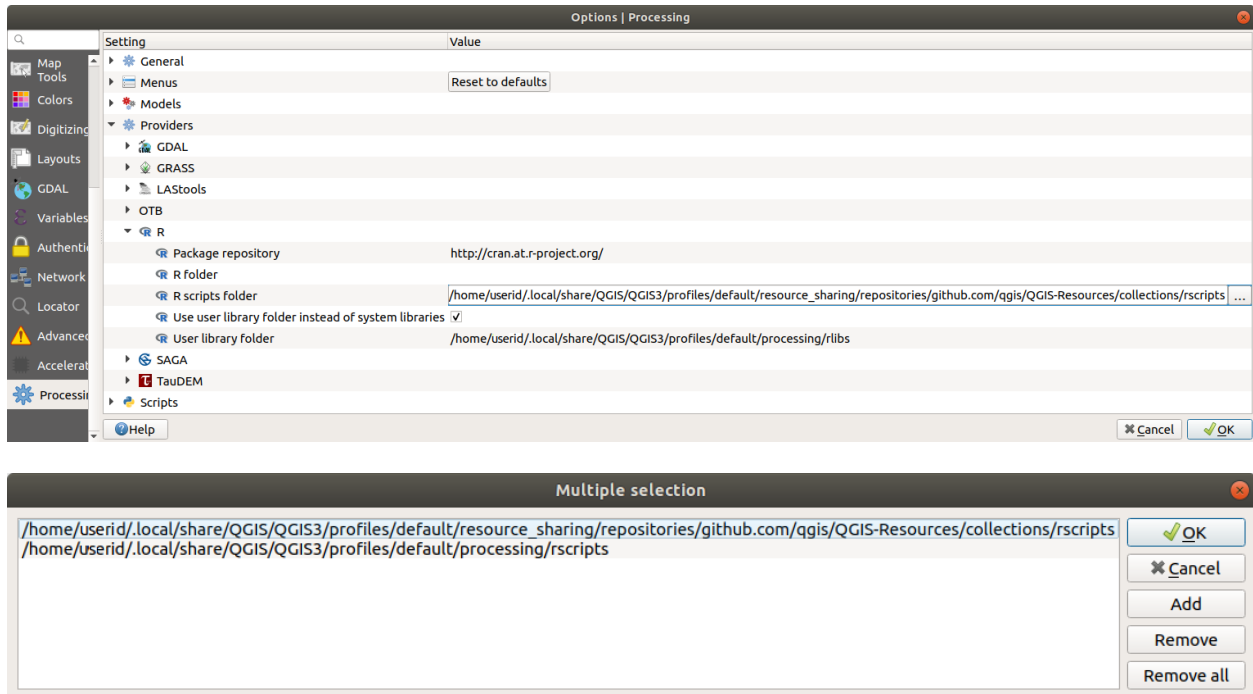 Options | Processing
Setting
Value
Map
Tools
General
Menus
Reset to defaults
Colors
Models
Digitizing
Providers
GDAL
Layouts
GRASS
GDAL
LAStools
Variables
OTB
R
Authenti
Package repository
http://cran.at.r-project.org/
Network
R folder
R scripts folder
/home/userid/.local/share/QGIS/QGIS3/profiles/default/resource_sharing/repositories/github.com/qgis/QGIS-Resources/collections/rscripts ...
Locator
Use user library folder instead of system libraries
Advanced
User library folder
/home/userid/.local/share/QGIS/QGIS3/profiles/default/processing/rlibs
SAGA
Accelerat
TauDEM
Processi
Scripts
Help
Cancel
OK
Multiple selection
/home/userid/.local/share/QGIS/QGIS3/profiles/default/resource_sharing/repositories/github.com/qgis/QGIS-Resources/collections/rscripts
/home/userid/.local/share/QGIS/QGIS3/profiles/default/processing/rscripts
OK
Cancel
Add
Remove
Remove all